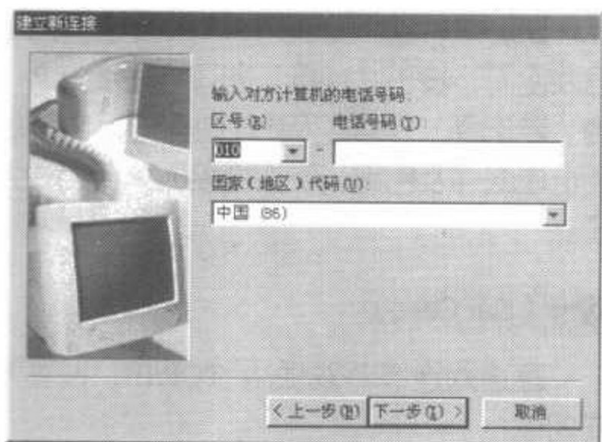 建立新连接
输入对方计算机的电话号码:
区号(R): 电话号码(T):
010 -
国家(地区)代码(U):
中国 (86)
<上一步(B) 下一步(N) > 取消